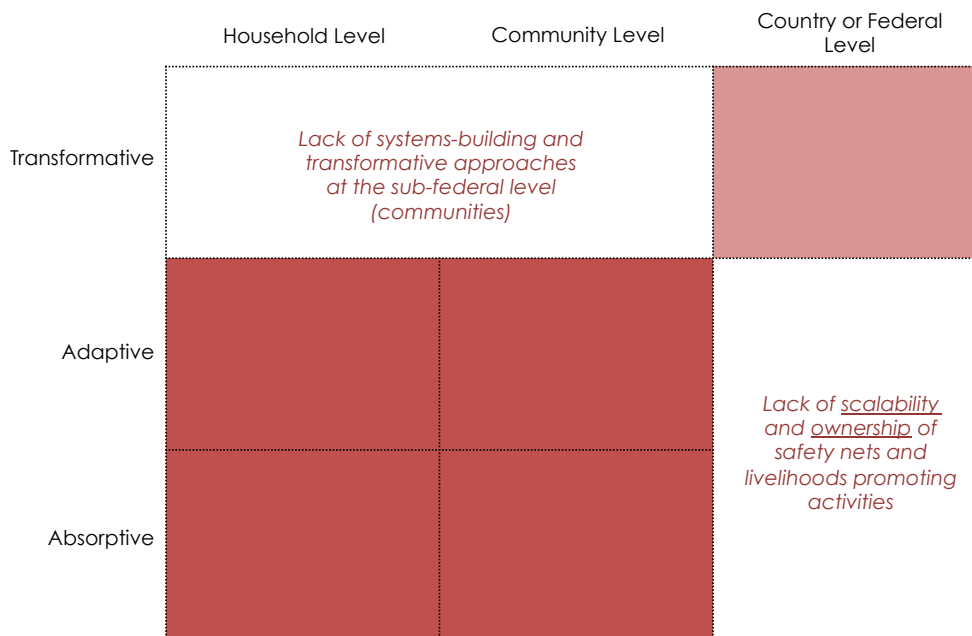 Household Level
Community Level
Country or Federal
Level
Transformative
Lack of systems-building and
transformative approaches
at the sub-federal level
(communities)
Adaptive
Lack of scalability
and ownership of
safety nets and
livelihoods promoting
activities
Absorptive